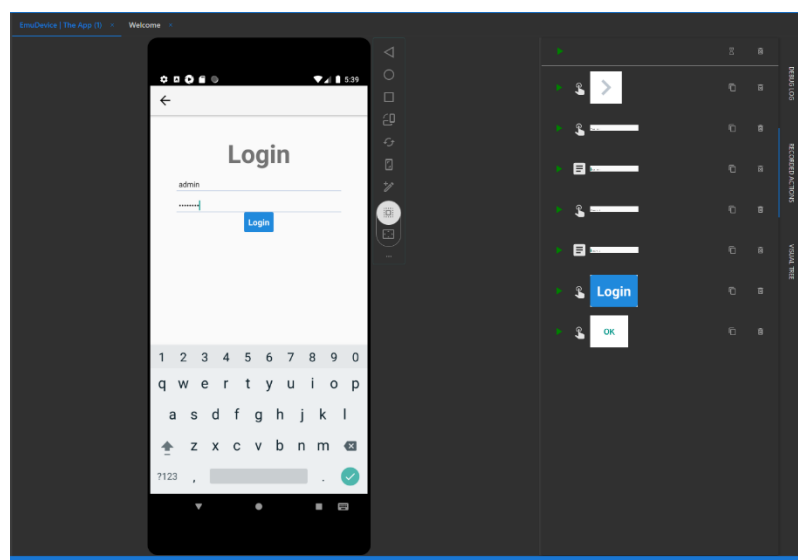 EmuDevice | The App (1) × Welcome ×
5:39
DEBUG LOG
Login
admin
••••••••
Login
RECORDED ACTIONS
VISUAL TREE
Login
OK
1 2 3 4 5 6 7 8 9 0
q w e r t y u i o p
a s d f g h j k l
z x c v b n m
?123 , .